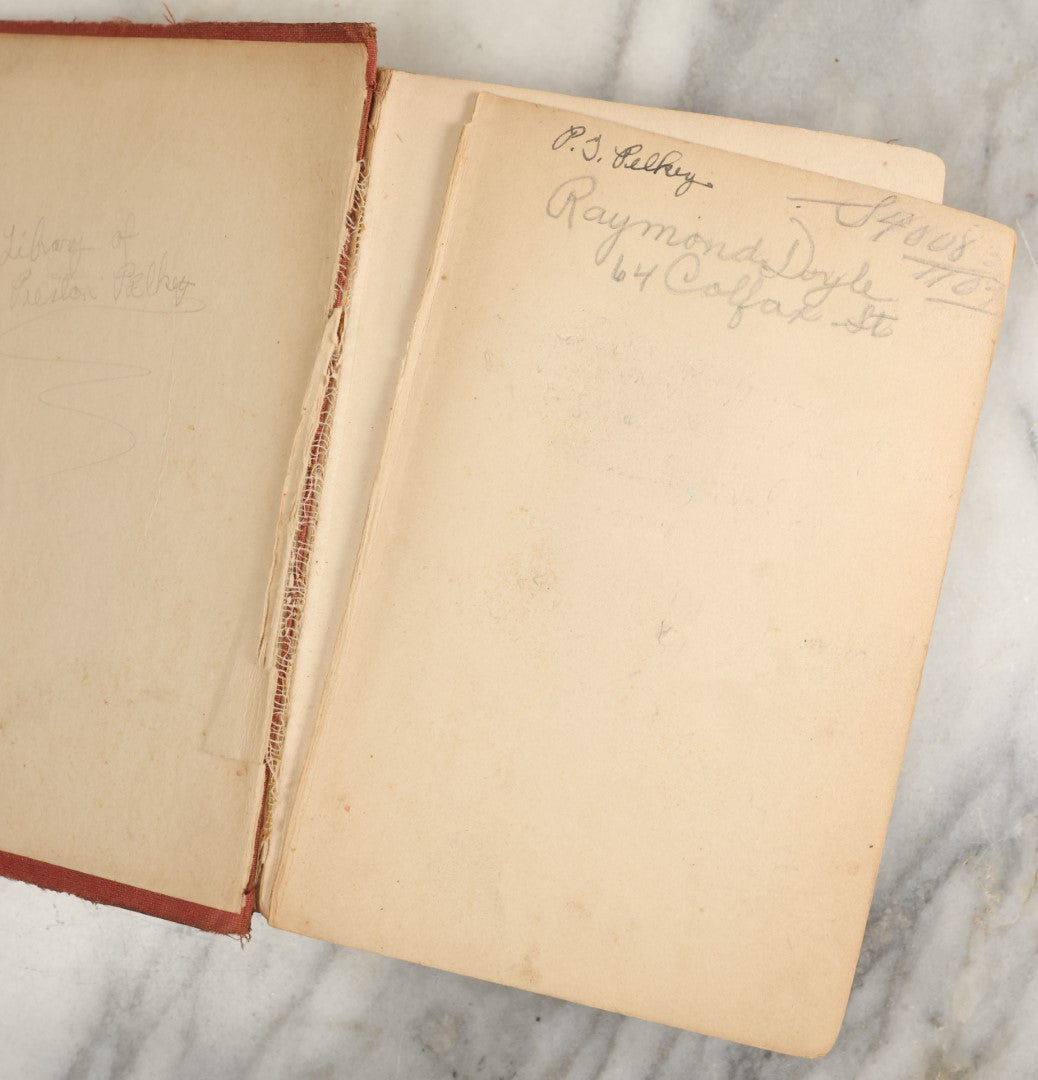 Library of
Preston Pelkey
P. J. Pelkey
Raymond Doyle
64 Colfax St